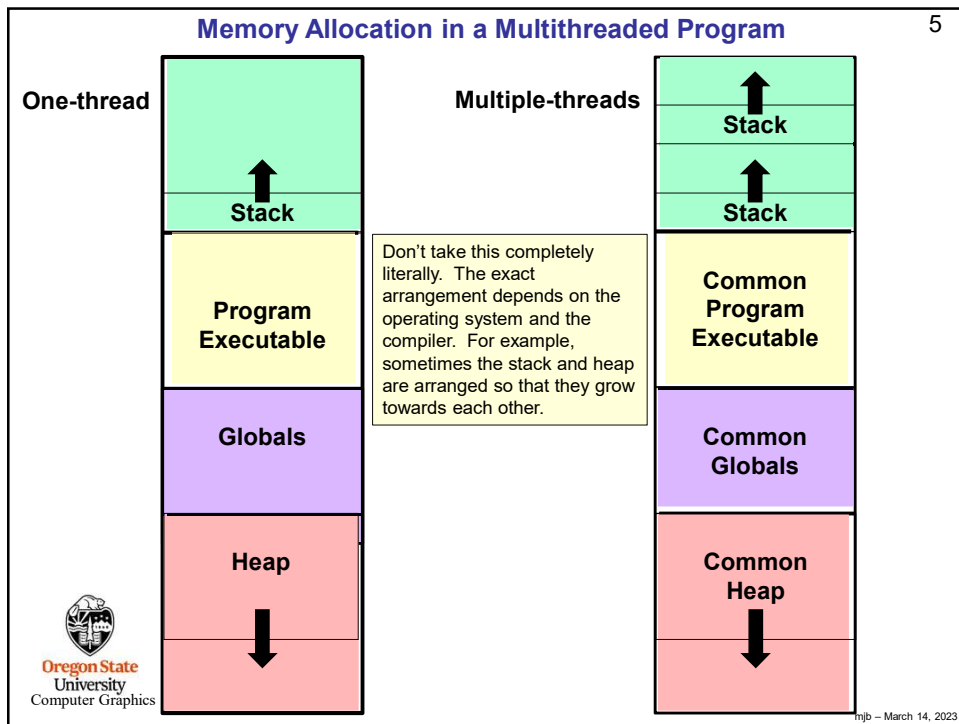 Memory Allocation in a Multithreaded Program
5
One-thread
Stack
Program
Executable
Globals
Heap
Don’t take this completely
literally.  The exact
arrangement depends on the
operating system and the
compiler.  For example,
sometimes the stack and heap
are arranged so that they grow
towards each other.
Multiple-threads
Stack
Stack
Common
Program
Executable
Common
Globals
Common
Heap
Oregon State
University
Computer Graphics
mjb – March 14, 2023